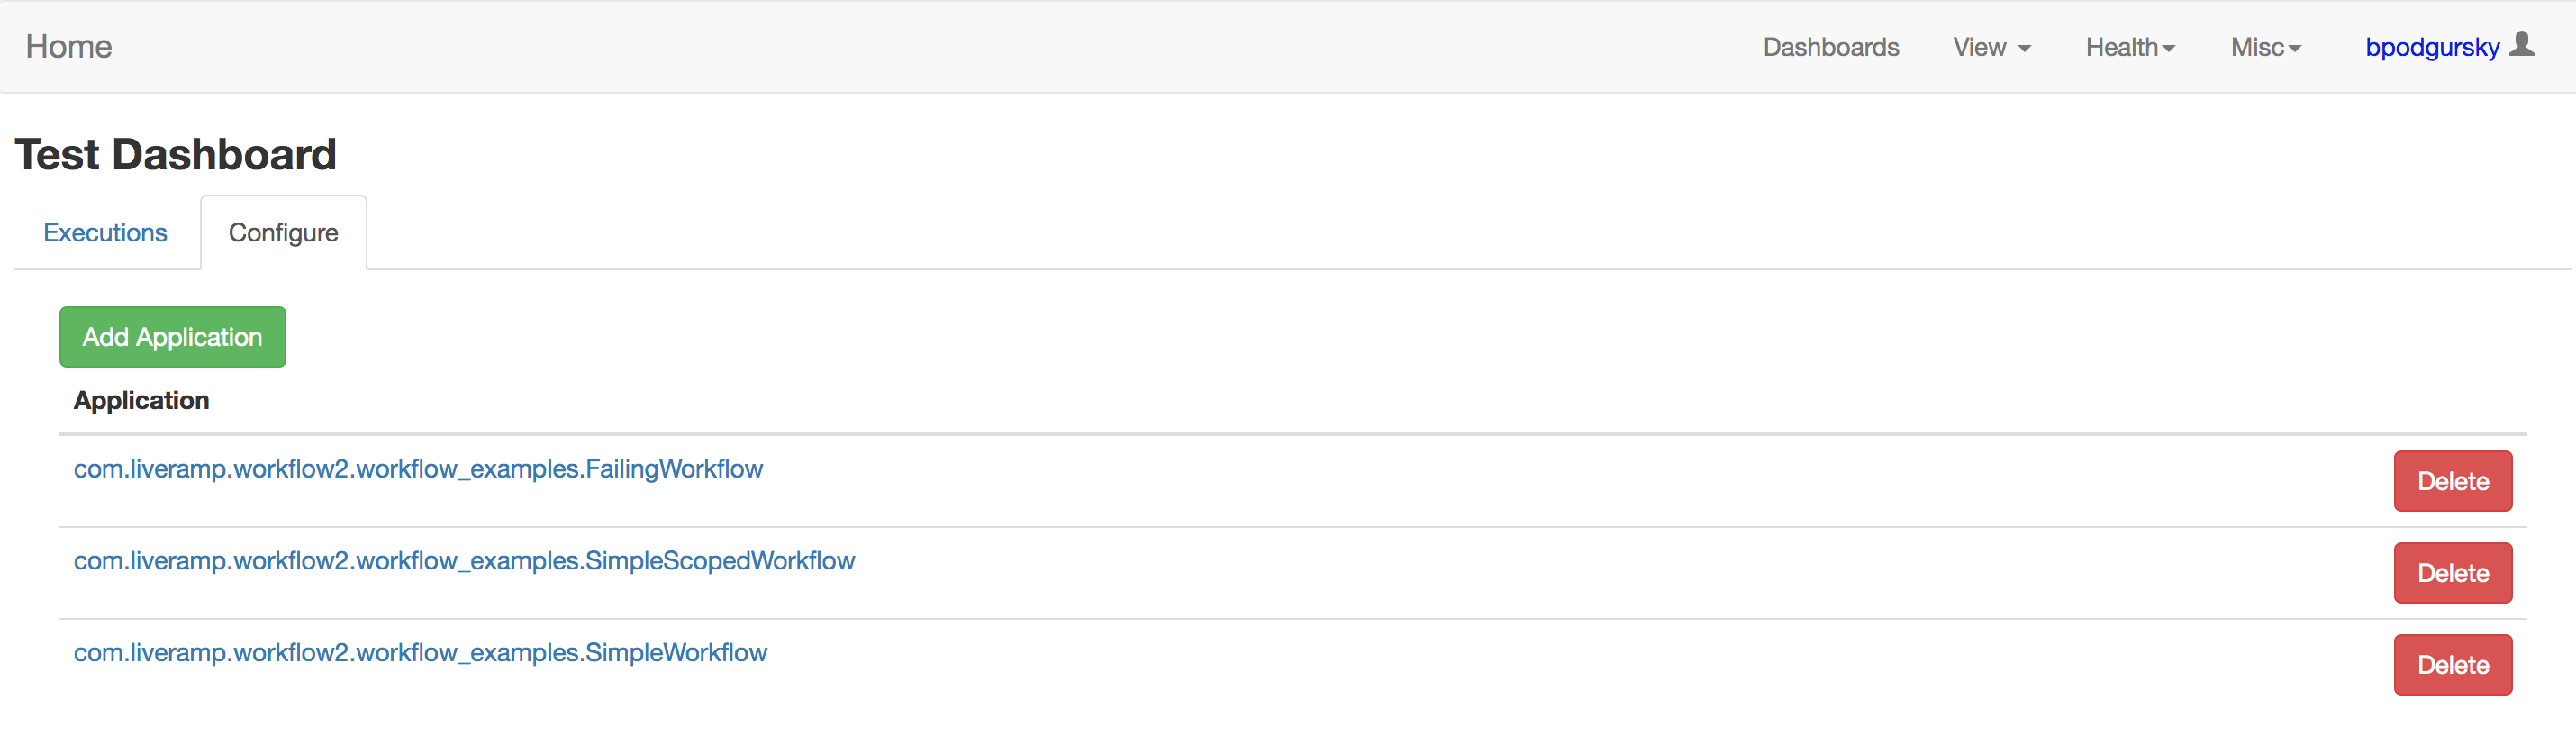 Home Dashboards View Health Misc bpodgursky
Test Dashboard
Executions Configure
Add Application
Application
com.liveramp.workflow2.workflow_examples.FailingWorkflow Delete
com.liveramp.workflow2.workflow_examples.SimpleScopedWorkflow Delete
com.liveramp.workflow2.workflow_examples.SimpleWorkflow Delete